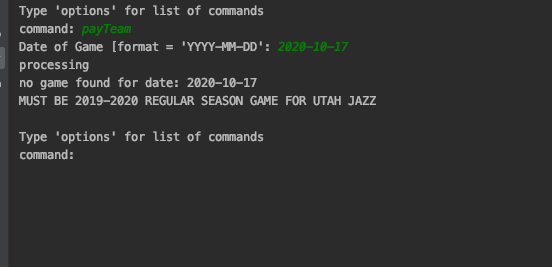 Type 'options' for list of commands
command: payTeam
Date of Game [format = 'YYYY-MM-DD': 2020-10-17
processing
no game found for date: 2020-10-17
MUST BE 2019-2020 REGULAR SEASON GAME FOR UTAH JAZZ
Type 'options' for list of commands
command: